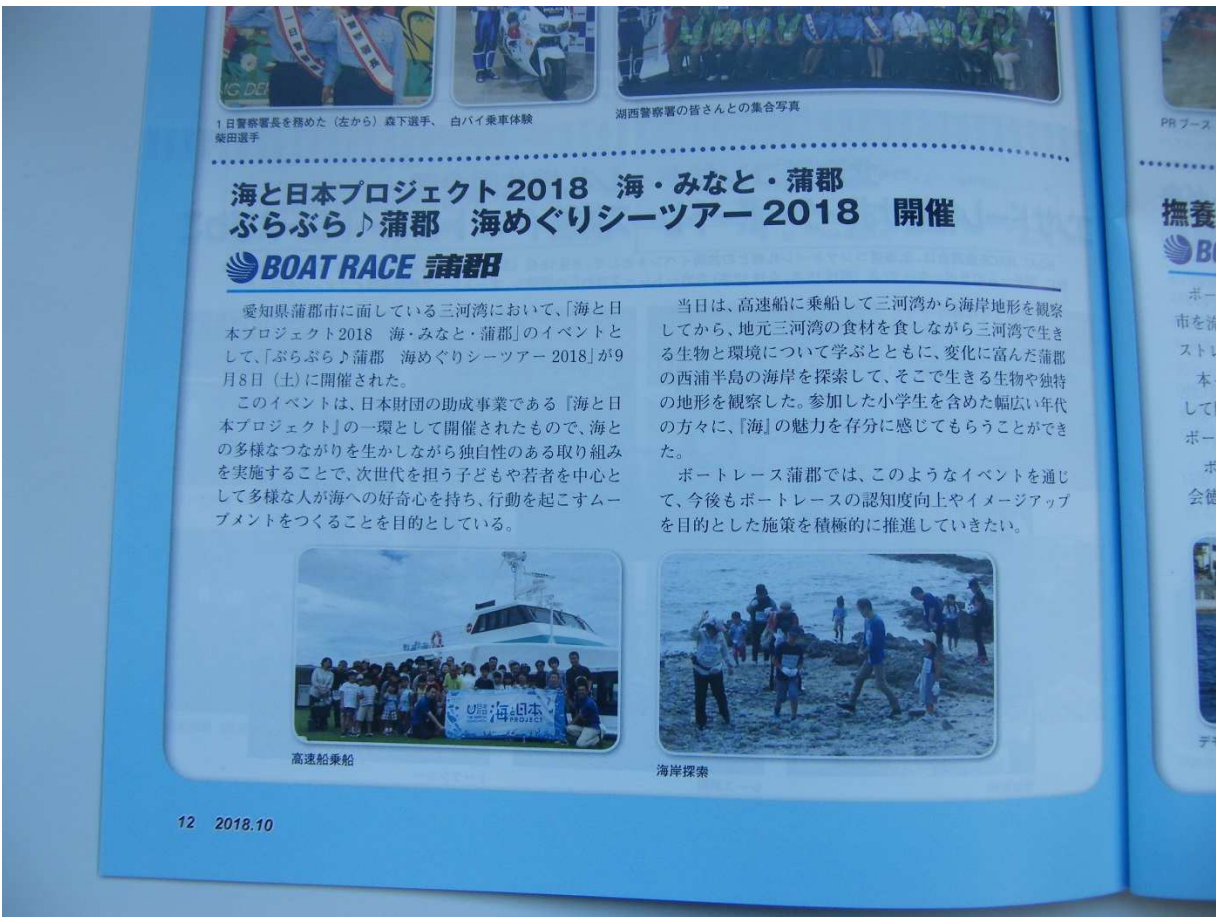 1日警察署長を務めた（左から）森下選手、
柴田選手
白バイ乗車体験
湖西警察署の皆さんとの集合写真
海と日本プロジェクト 2018　海・みなと・蒲郡
ぶらぶら♪蒲郡　海めぐりシーツアー 2018　開催
BOAT RACE 蒲郡
愛知県蒲郡市に面している三河湾において、「海と日
本プロジェクト2018　海・みなと・蒲郡」のイベントと
して、「ぶらぶら♪蒲郡　海めぐりシーツアー 2018」が9
月8日（土）に開催された。
このイベントは、日本財団の助成事業である『海と日
本プロジェクト』の一環として開催されたもので、海と
の多様なつながりを生かしながら独自性のある取り組み
を実施することで、次世代を担う子どもや若者を中心と
して多様な人が海への好奇心を持ち、行動を起こすムー
ブメントをつくることを目的としている。
当日は、高速船に乗船して三河湾から海岸地形を観察
してから、地元三河湾の食材を食しながら三河湾で生き
る生物と環境について学ぶとともに、変化に富んだ蒲郡
の西浦半島の海岸を探索して、そこで生きる生物や独特
の地形を観察した。参加した小学生を含めた幅広い年代
の方々に、『海』の魅力を存分に感じてもらうことができ
た。
ボートレース蒲郡では、このようなイベントを通じ
て、今後もボートレースの認知度向上やイメージアップ
を目的とした施策を積極的に推進していきたい。
海と日本
PROJECT
高速船乗船
海岸探索
12　2018.10
PRブース
撫養
BO
ボー
市を流
ストレ
本
して
ボー
ボ
会徳
デモ